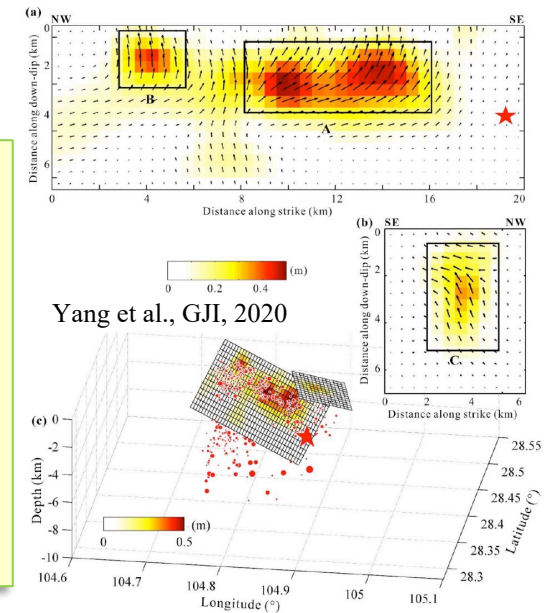 (a)
NW
SE
0
2
4
6
Distance along down-dip (km)
B
A
0
4
8
12
16
20
Distance along strike (km)
(b) SE
NW
0
2
4
6
Distance along down-dip (km)
C
0
2
4
6
Distance along strike (km)
0
0.2
0.4
(m)
Yang et al., GJI, 2020
(c)
0
-2
-4
-6
-8
-10
Depth (km)
0
0.5
(m)
104.6
104.7
104.8
104.9
105
105.1
Longitude (°)
28.55
28.5
28.45
28.4
28.35
28.3
Latitude (°)